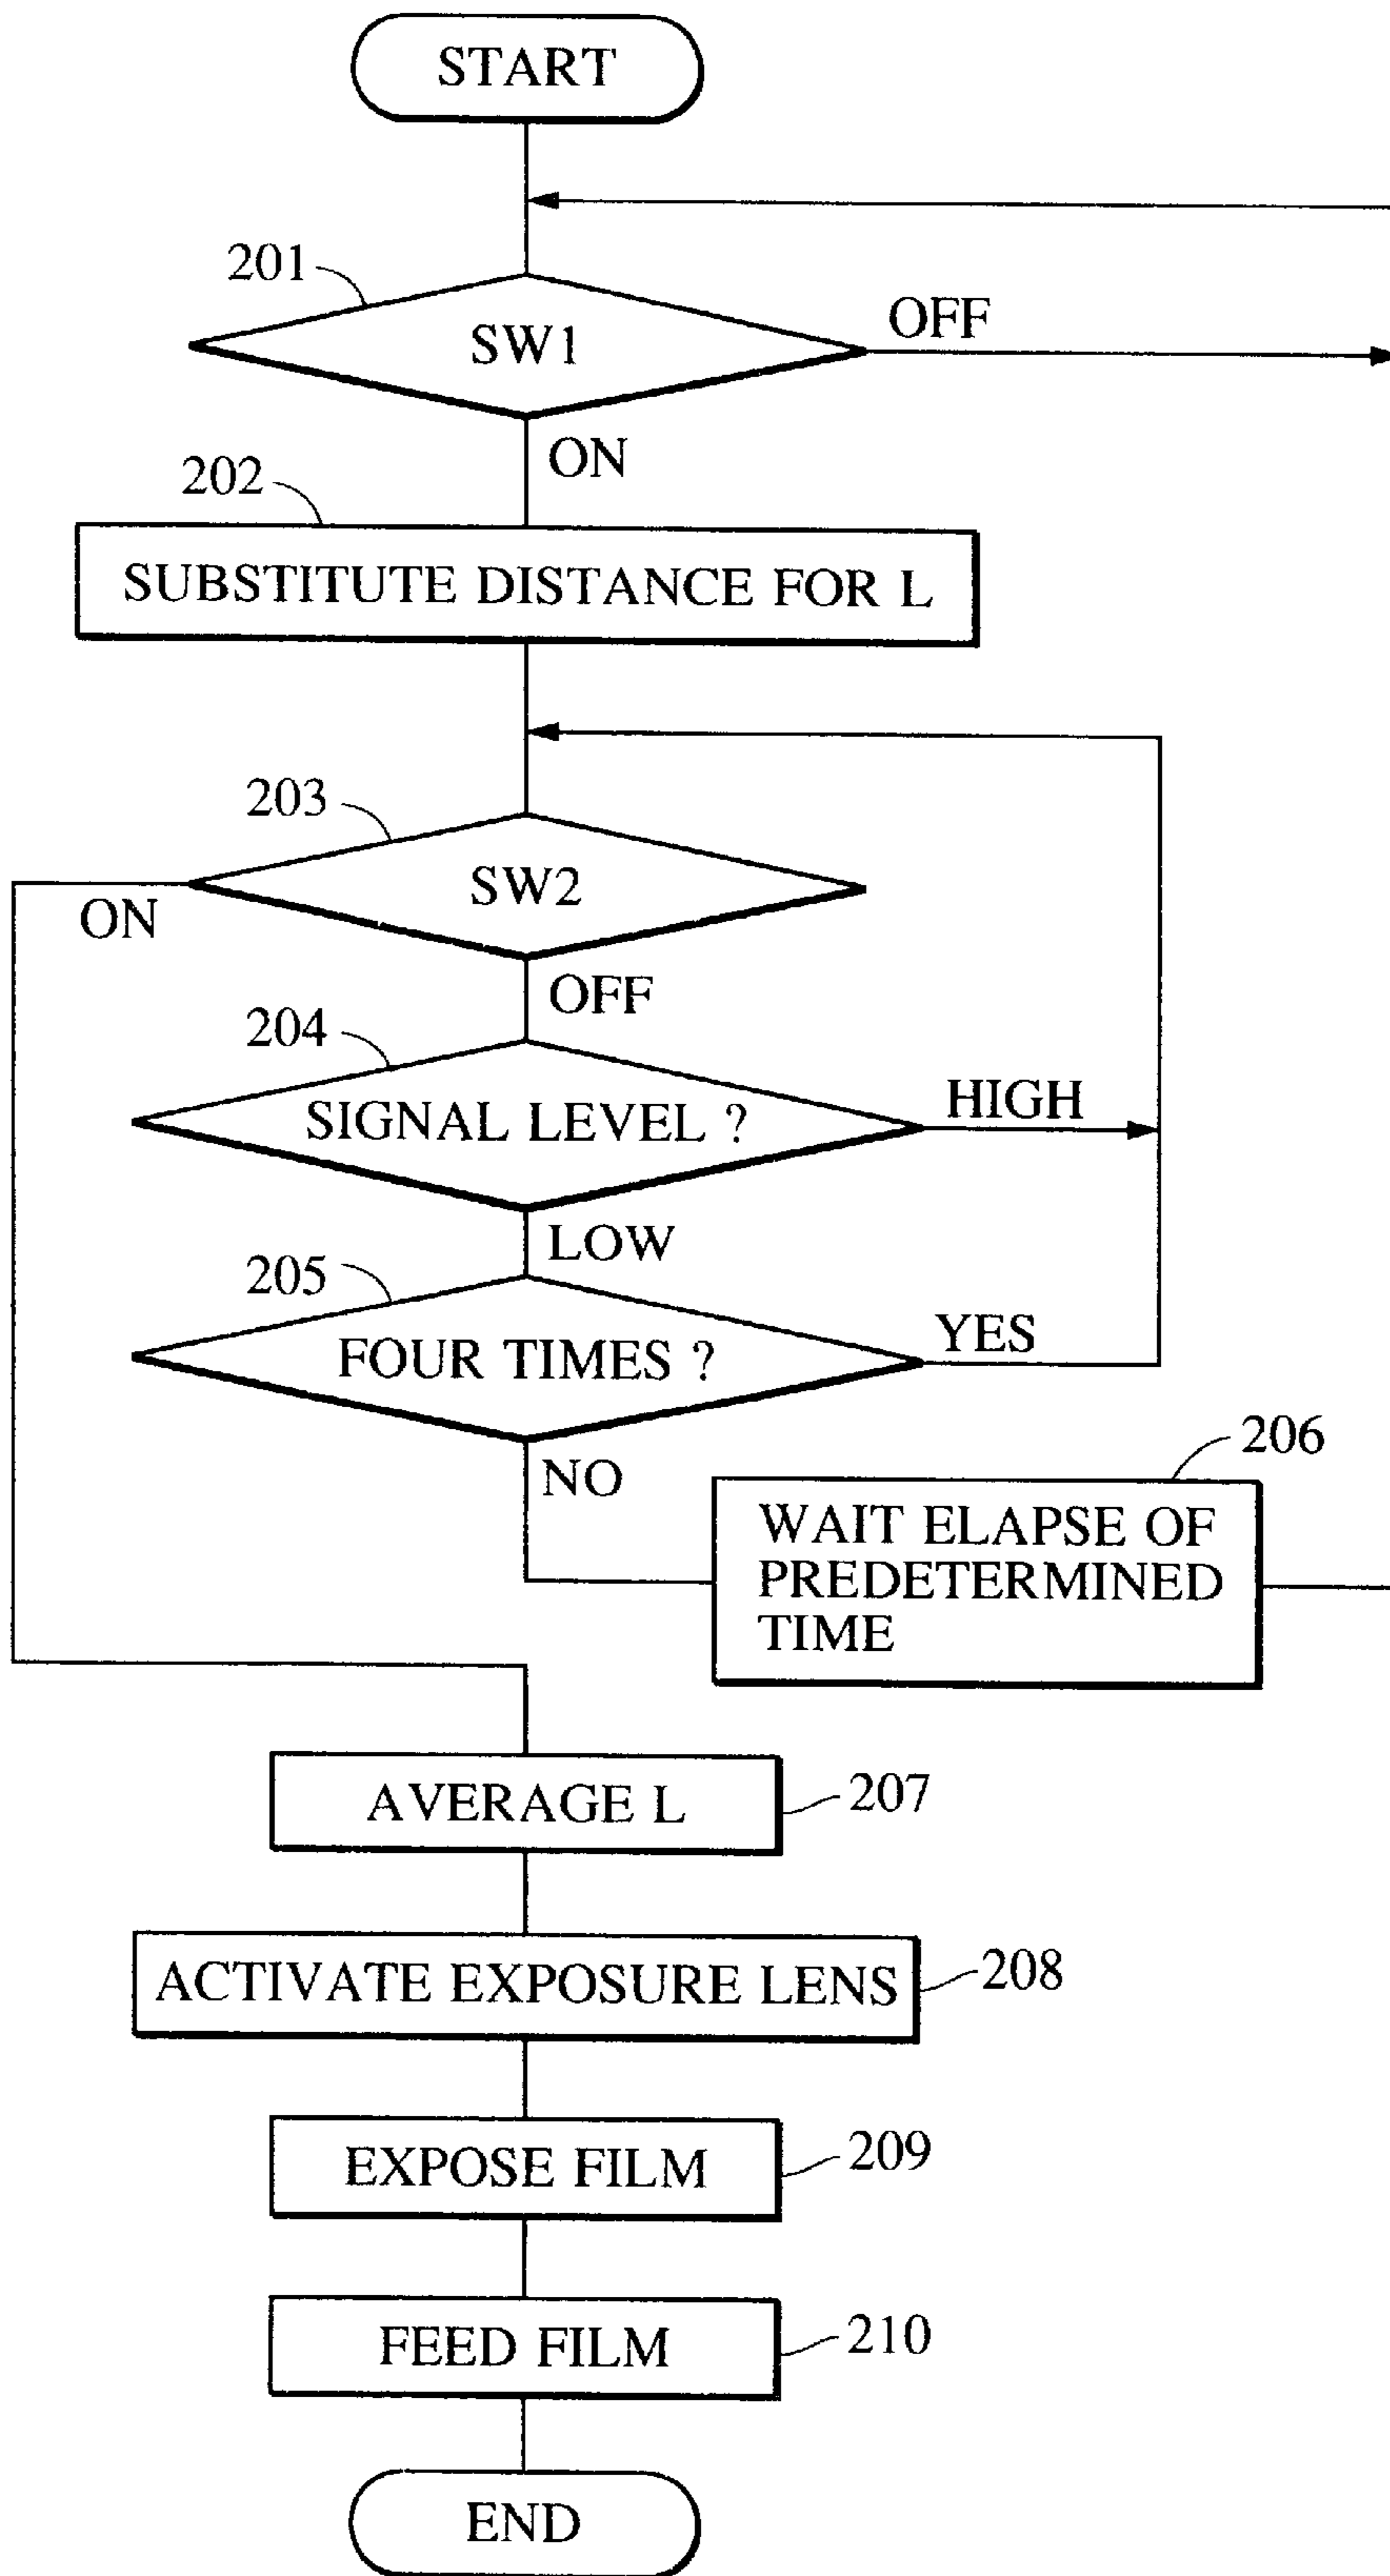 START
201
SW1
OFF
ON
202
SUBSTITUTE DISTANCE FOR L
203
SW2
ON
OFF
204
SIGNAL LEVEL ?
HIGH
LOW
205
FOUR TIMES ?
YES
NO
206
WAIT ELAPSE OF
PREDETERMINED
TIME
AVERAGE L
207
ACTIVATE EXPOSURE LENS
208
EXPOSE FILM
209
FEED FILM
210
END